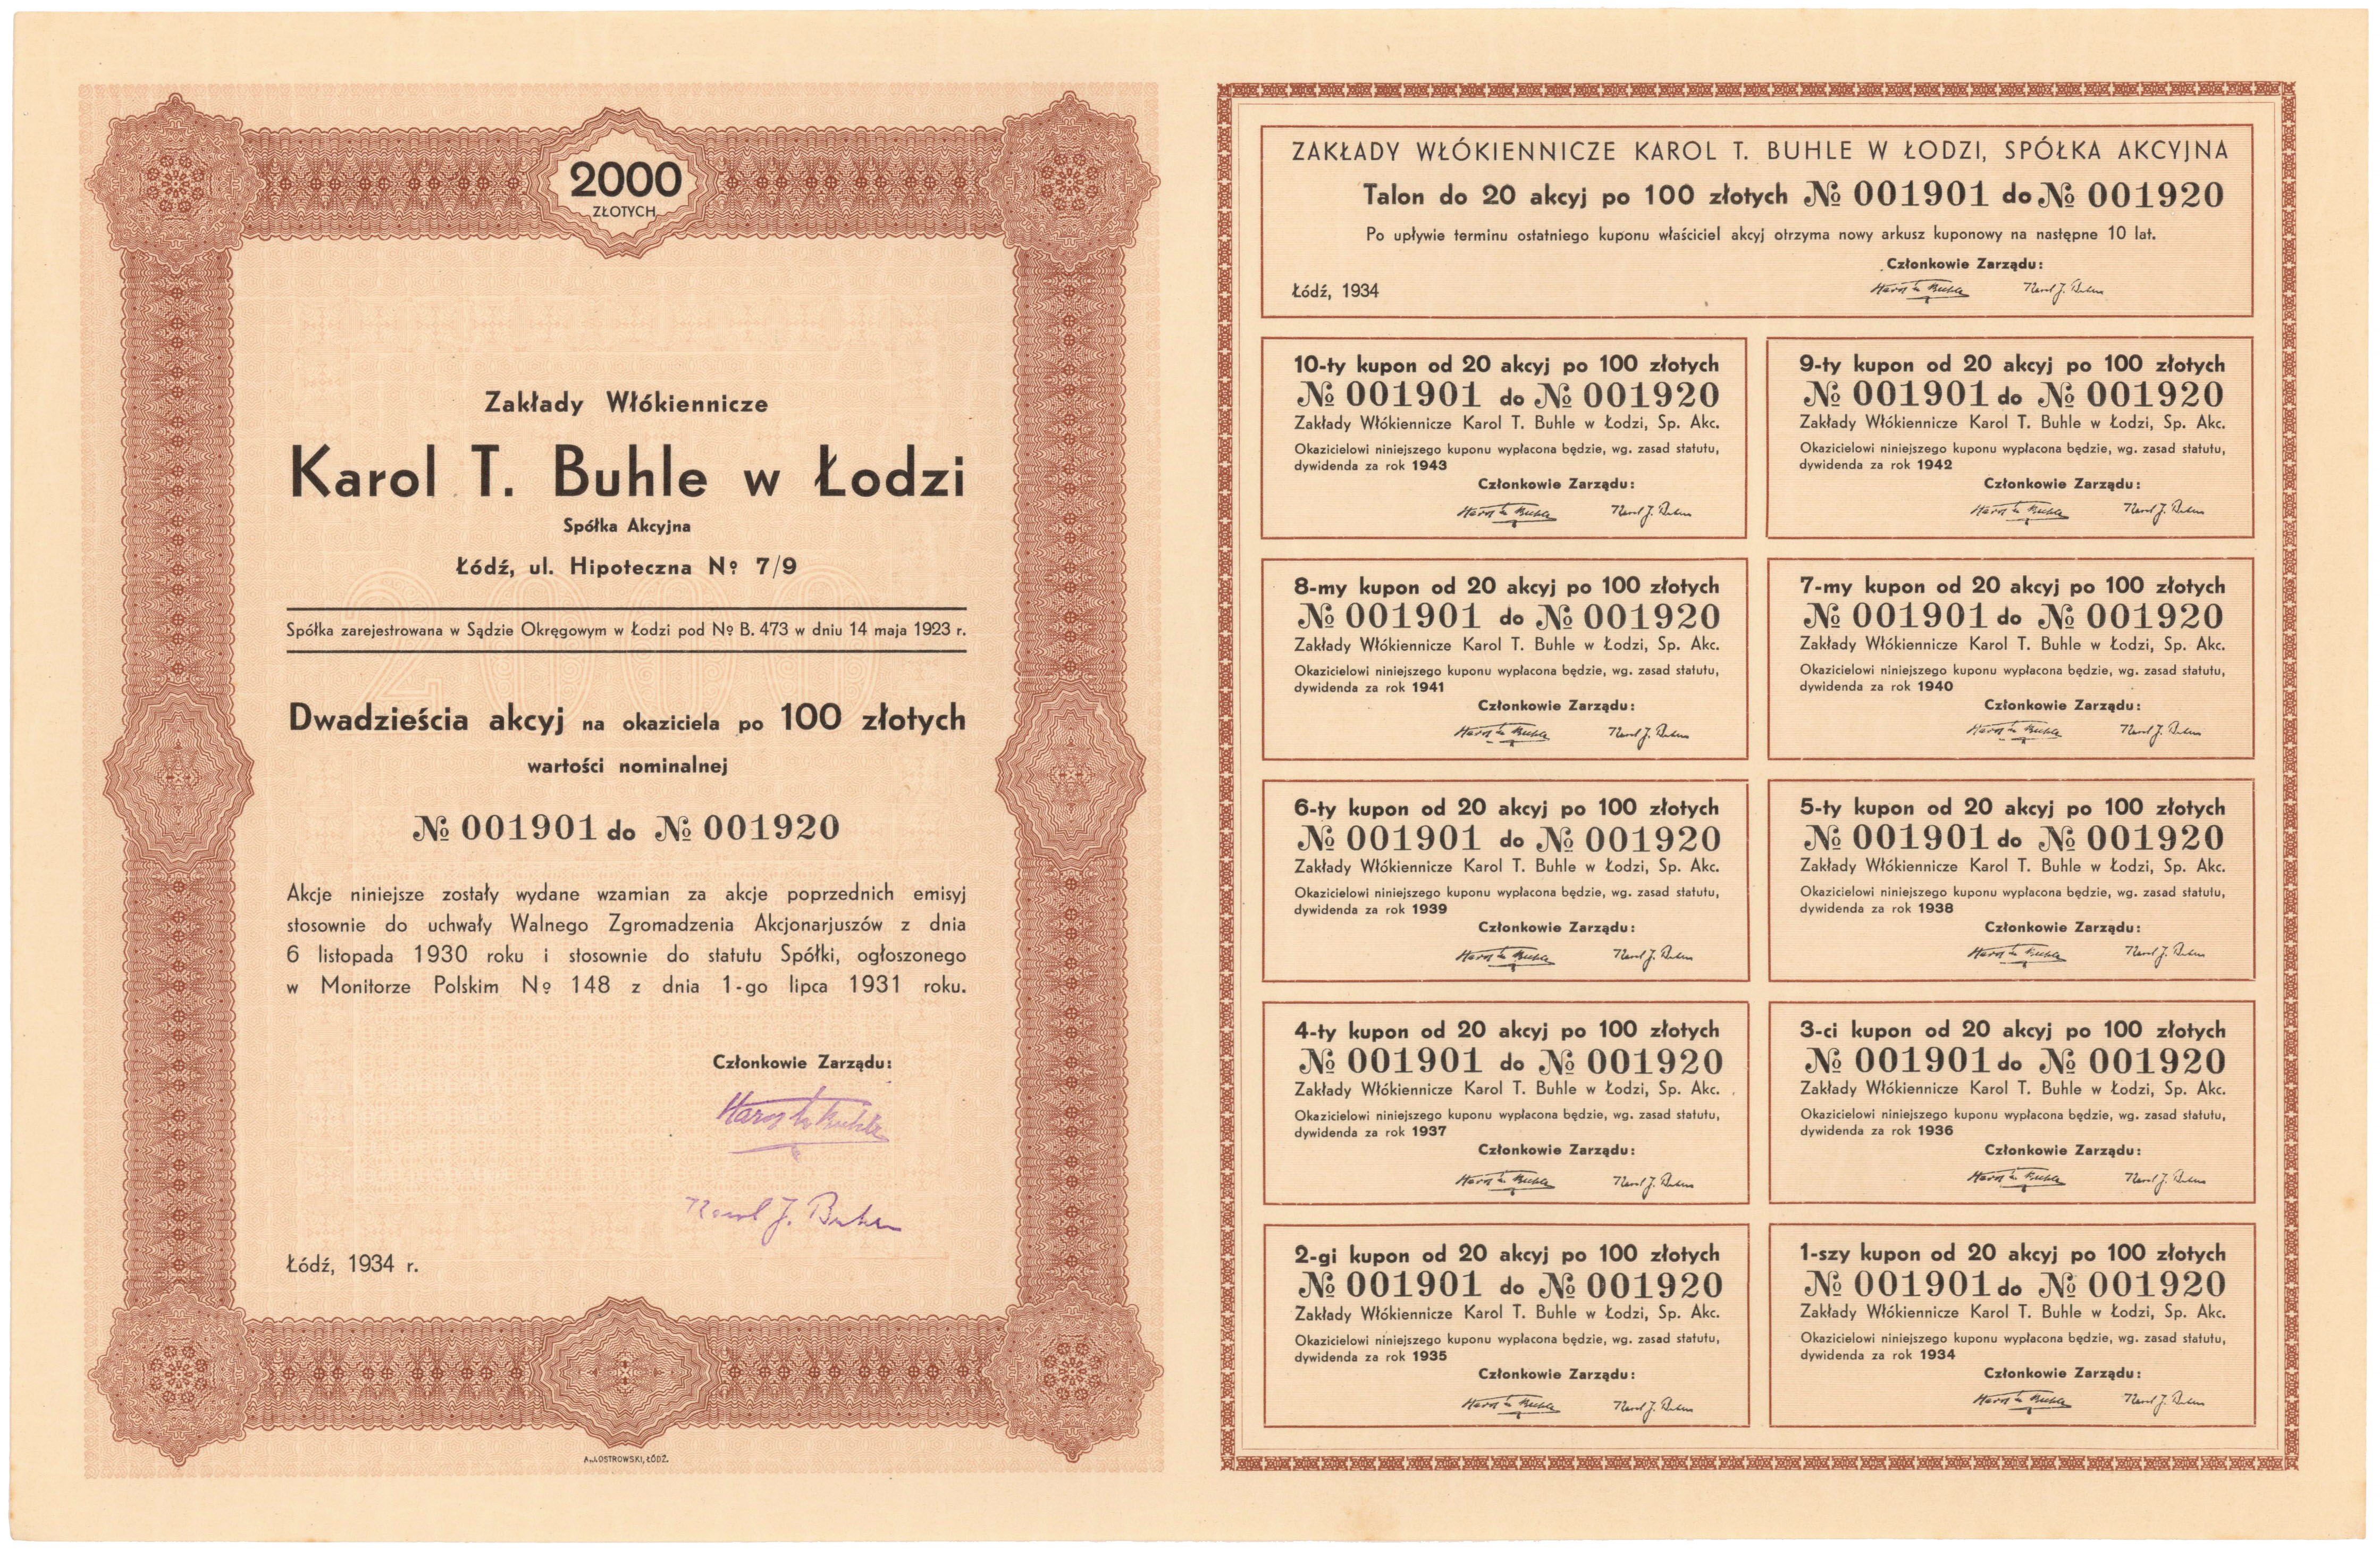 2000
ZŁOTYCH
Zakłady Włókiennicze
Karol T. Buhle w Łodzi
Spółka Akcyjna
Łódź, ul. Hipoteczna № 7/9
Spółka zarejestrowana w Sądzie Okręgowym w Łodzi pod № B. 473 w dniu 14 maja 1923 r.
Dwadzieścia akcyj na okaziciela po 100 złotych
wartości nominalnej
№ 001901 do № 001920
Akcje niniejsze zostały wydane wzamian za akcje poprzednich emisyj
stosownie do uchwały Walnego Zgromadzenia Akcjonarjuszów z dnia
6 listopada 1930 roku i stosownie do statutu Spółki, ogłoszonego
w Monitorze Polskim № 148 z dnia 1-go lipca 1931 roku.
Członkowie Zarządu:
Łódź, 1934 r.
OSTROWSKI, ŁÓDŹ.
ZAKŁADY WŁÓKIENNICZE KAROL T. BUHLE W ŁODZI, SPÓŁKA AKCYJNA
Talon do 20 akcyj po 100 złotych № 001901 do № 001920
Po upływie terminu ostatniego kuponu właściciel akcyj otrzyma nowy arkusz kuponowy na następne 10 lat.
Członkowie Zarządu:
Łódź, 1934
10-ty kupon od 20 akcyj po 100 złotych
№ 001901 do № 001920
Zakłady Włókiennicze Karol T. Buhle w Łodzi, Sp. Akc.
Okazicielowi niniejszego kuponu wypłacona będzie, wg. zasad statutu,
dywidenda za rok 1943
Członkowie Zarządu:
9-ty kupon od 20 akcyj po 100 złotych
№ 001901 do № 001920
Zakłady Włókiennicze Karol T. Buhle w Łodzi, Sp. Akc.
Okazicielowi niniejszego kuponu wypłacona będzie, wg. zasad statutu,
dywidenda za rok 1942
Członkowie Zarządu:
8-my kupon od 20 akcyj po 100 złotych
№ 001901 do № 001920
Zakłady Włókiennicze Karol T. Buhle w Łodzi, Sp. Akc.
Okazicielowi niniejszego kuponu wypłacona będzie, wg. zasad statutu,
dywidenda za rok 1941
Członkowie Zarządu:
7-my kupon od 20 akcyj po 100 złotych
№ 001901 do № 001920
Zakłady Włókiennicze Karol T. Buhle w Łodzi, Sp. Akc.
Okazicielowi niniejszego kuponu wypłacona będzie, wg. zasad statutu,
dywidenda za rok 1940
Członkowie Zarządu:
6-ty kupon od 20 akcyj po 100 złotych
№ 001901 do № 001920
Zakłady Włókiennicze Karol T. Buhle w Łodzi, Sp. Akc.
Okazicielowi niniejszego kuponu wypłacona będzie, wg. zasad statutu,
dywidenda za rok 1939
Członkowie Zarządu:
5-ty kupon od 20 akcyj po 100 złotych
№ 001901 do № 001920
Zakłady Włókiennicze Karol T. Buhle w Łodzi, Sp. Akc.
Okazicielowi niniejszego kuponu wypłacona będzie, wg. zasad statutu,
dywidenda za rok 1938
Członkowie Zarządu:
4-ty kupon od 20 akcyj po 100 złotych
№ 001901 do № 001920
Zakłady Włókiennicze Karol T. Buhle w Łodzi, Sp. Akc.
Okazicielowi niniejszego kuponu wypłacona będzie, wg. zasad statutu,
dywidenda za rok 1937
Członkowie Zarządu:
3-ci kupon od 20 akcyj po 100 złotych
№ 001901 do № 001920
Zakłady Włókiennicze Karol T. Buhle w Łodzi, Sp. Akc.
Okazicielowi niniejszego kuponu wypłacona będzie, wg. zasad statutu,
dywidenda za rok 1936
Członkowie Zarządu:
2-gi kupon od 20 akcyj po 100 złotych
№ 001901 do № 001920
Zakłady Włókiennicze Karol T. Buhle w Łodzi, Sp. Akc.
Okazicielowi niniejszego kuponu wypłacona będzie, wg. zasad statutu,
dywidenda za rok 1935
Członkowie Zarządu:
1-szy kupon od 20 akcyj po 100 złotych
№ 001901 do № 001920
Zakłady Włókiennicze Karol T. Buhle w Łodzi, Sp. Akc.
Okazicielowi niniejszego kuponu wypłacona będzie, wg. zasad statutu,
dywidenda za rok 1934
Członkowie Zarządu: